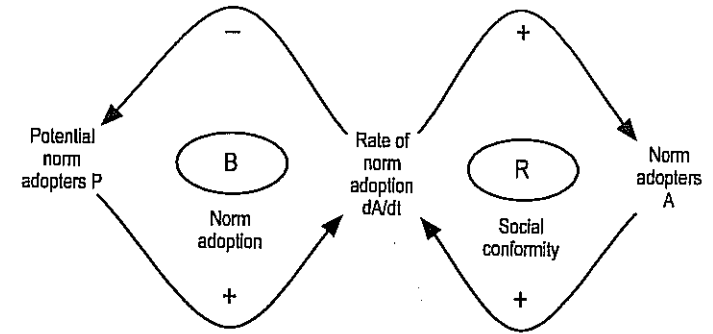 −
+
Potential
norm
adopters P
B
Norm
adoption
Rate of
norm
adoption
dA/dt
R
Social
conformity
Norm
adopters
A
+
+